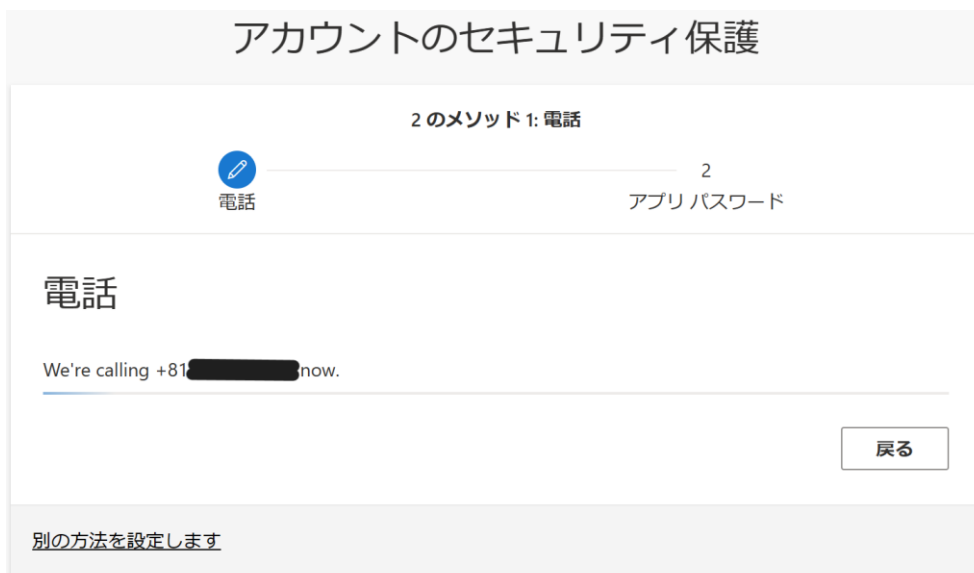 アカウントのセキュリティ保護
2 のメソッド 1: 電話
2
電話
アプリ パスワード
電話
We're calling +81 now.
戻る
別の方法を設定します